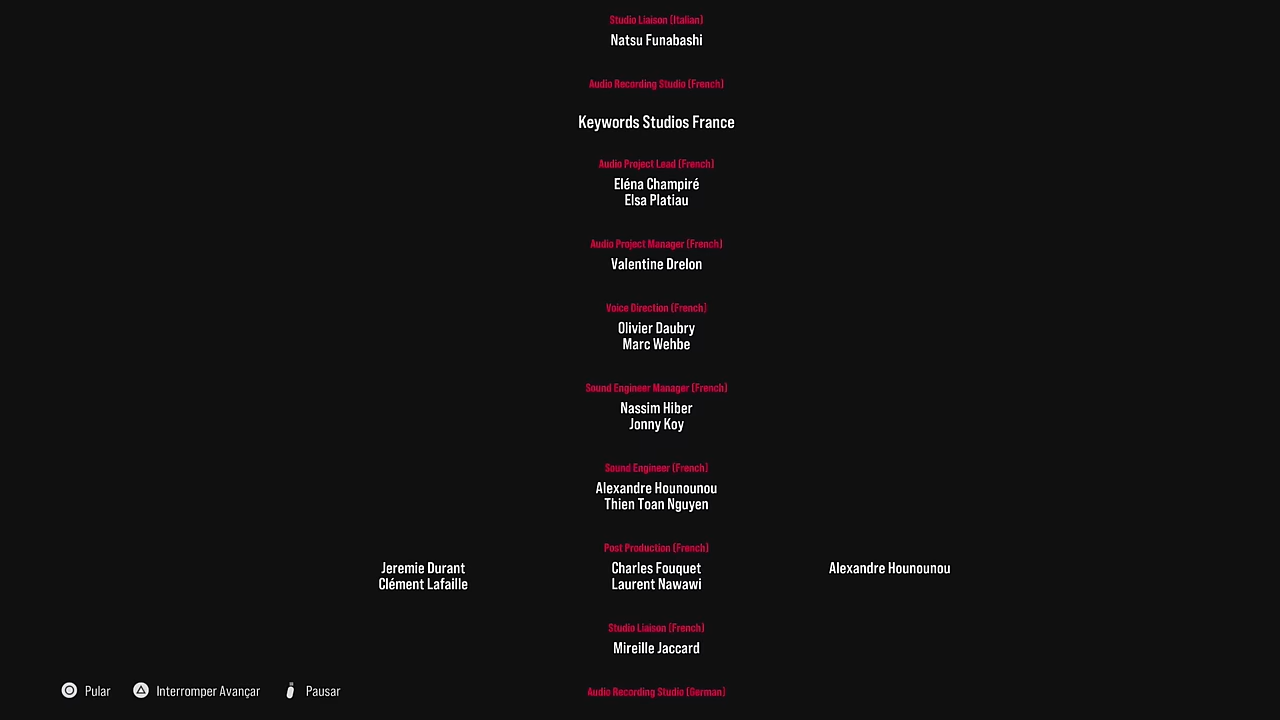 Studio Liaison (Italian)
Natsu Funabashi
Audio Recording Studio (French)
Keywords Studios France
Audio Project Lead (French)
Eléna Champiré
Elsa Platiau
Audio Project Manager (French)
Valentine Drelon
Voice Direction (French)
Olivier Daubry
Marc Wehbe
Sound Engineer Manager (French)
Nassim Hiber
Jonny Koy
Sound Engineer (French)
Alexandre Hounounou
Thien Toan Nguyen
Post Production (French)
Jeremie Durant Charles Fouquet Alexandre Hounounou
Clément Lafaille Laurent Nawawi
Studio Liaison (French)
Mireille Jaccard
Audio Recording Studio (German)
Pular Interromper Avançar Pausar